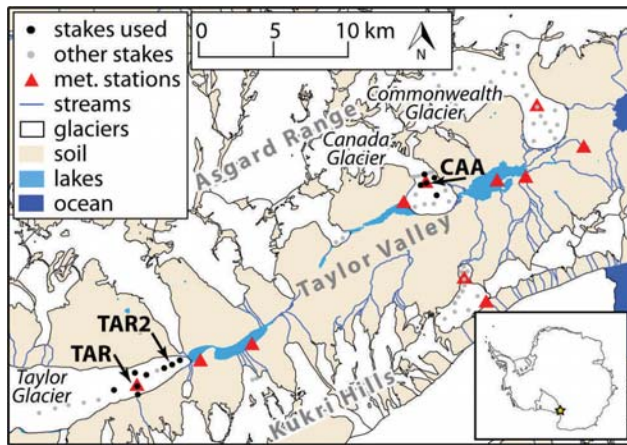 stakes used
other stakes
met. stations
streams
glaciers
soil
lakes
ocean
0 5 10 km
N
Commonwealth
Glacier
Asgard Range
Canada
Glacier
CAA
Taylor Valley
TAR2
TAR
Taylor
Glacier
Kukri Hills